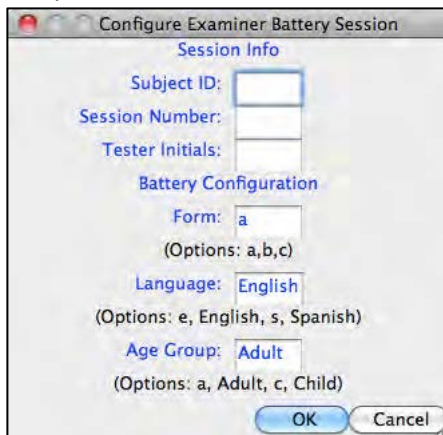 Configure Examiner Battery Session
Session Info
Subject ID:
Session Number:
Tester Initials:
Battery Configuration
Form: a
(Options: a,b,c)
Language: English
(Options: e, English, s, Spanish)
Age Group: Adult
(Options: a, Adult, c, Child)
OK Cancel